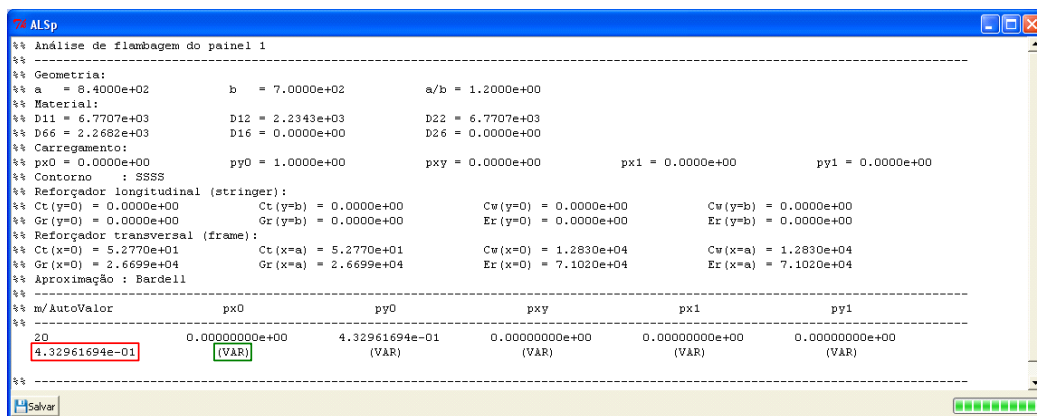 ALSp
%% Análise de flambagem do painel 1
%% ------------------------------------------------------------
%% Geometria:
%% a = 8.4000e+02 b = 7.0000e+02 a/b = 1.2000e+00
%% Material:
%% D11 = 6.7707e+03 D12 = 2.2343e+03 D22 = 6.7707e+03
%% D66 = 2.2682e+03 D16 = 0.0000e+00 D26 = 0.0000e+00
%% Carregamento:
%% px0 = 0.0000e+00 py0 = 1.0000e+00 pxy = 0.0000e+00 px1 = 0.0000e+00 py1 = 0.0000e+00
%% Contorno : SSSS
%% Reforçador longitudinal (stringer):
%% Ct(y=0) = 0.0000e+00 Ct(y=b) = 0.0000e+00 Cw(y=0) = 0.0000e+00 Cw(y=b) = 0.0000e+00
%% Gr(y=0) = 0.0000e+00 Gr(y=b) = 0.0000e+00 Er(y=0) = 0.0000e+00 Er(y=b) = 0.0000e+00
%% Reforçador transversal (frame):
%% Ct(x=0) = 5.2770e+01 Ct(x=a) = 5.2770e+01 Cw(x=0) = 1.2830e+04 Cw(x=a) = 1.2830e+04
%% Gr(x=0) = 2.6699e+04 Gr(x=a) = 2.6699e+04 Er(x=0) = 7.1020e+04 Er(x=a) = 7.1020e+04
%% Aproximação : Bardell
%% ------------------------------------------------------------
%% m/AutoValor px0 py0 pxy px1 py1
%% ------------------------------------------------------------
20 0.00000000e+00 4.32961694e-01 0.00000000e+00 0.00000000e+00 0.00000000e+00
4.32961694e-01 (VAR) (VAR) (VAR) (VAR) (VAR)
%% ------------------------------------------------------------
Salvar